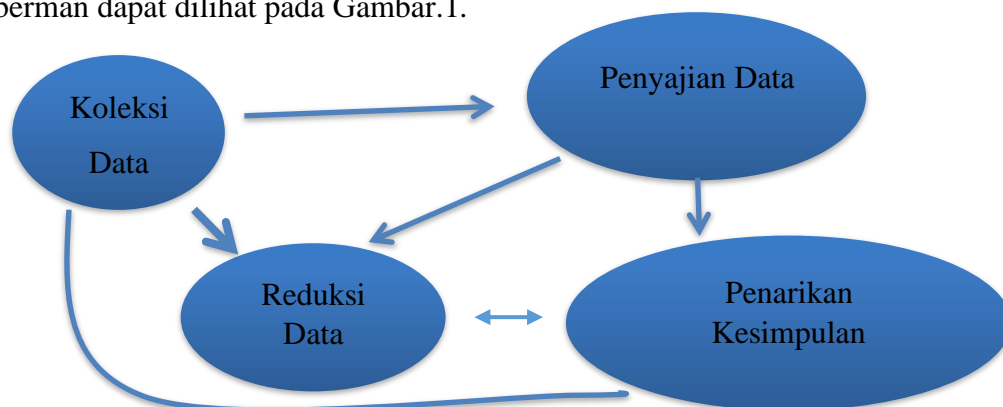 berman dapat dilihat pada Gambar.1.
Koleksi
Data
Penyajian Data
Reduksi
Data
Penarikan
Kesimpulan